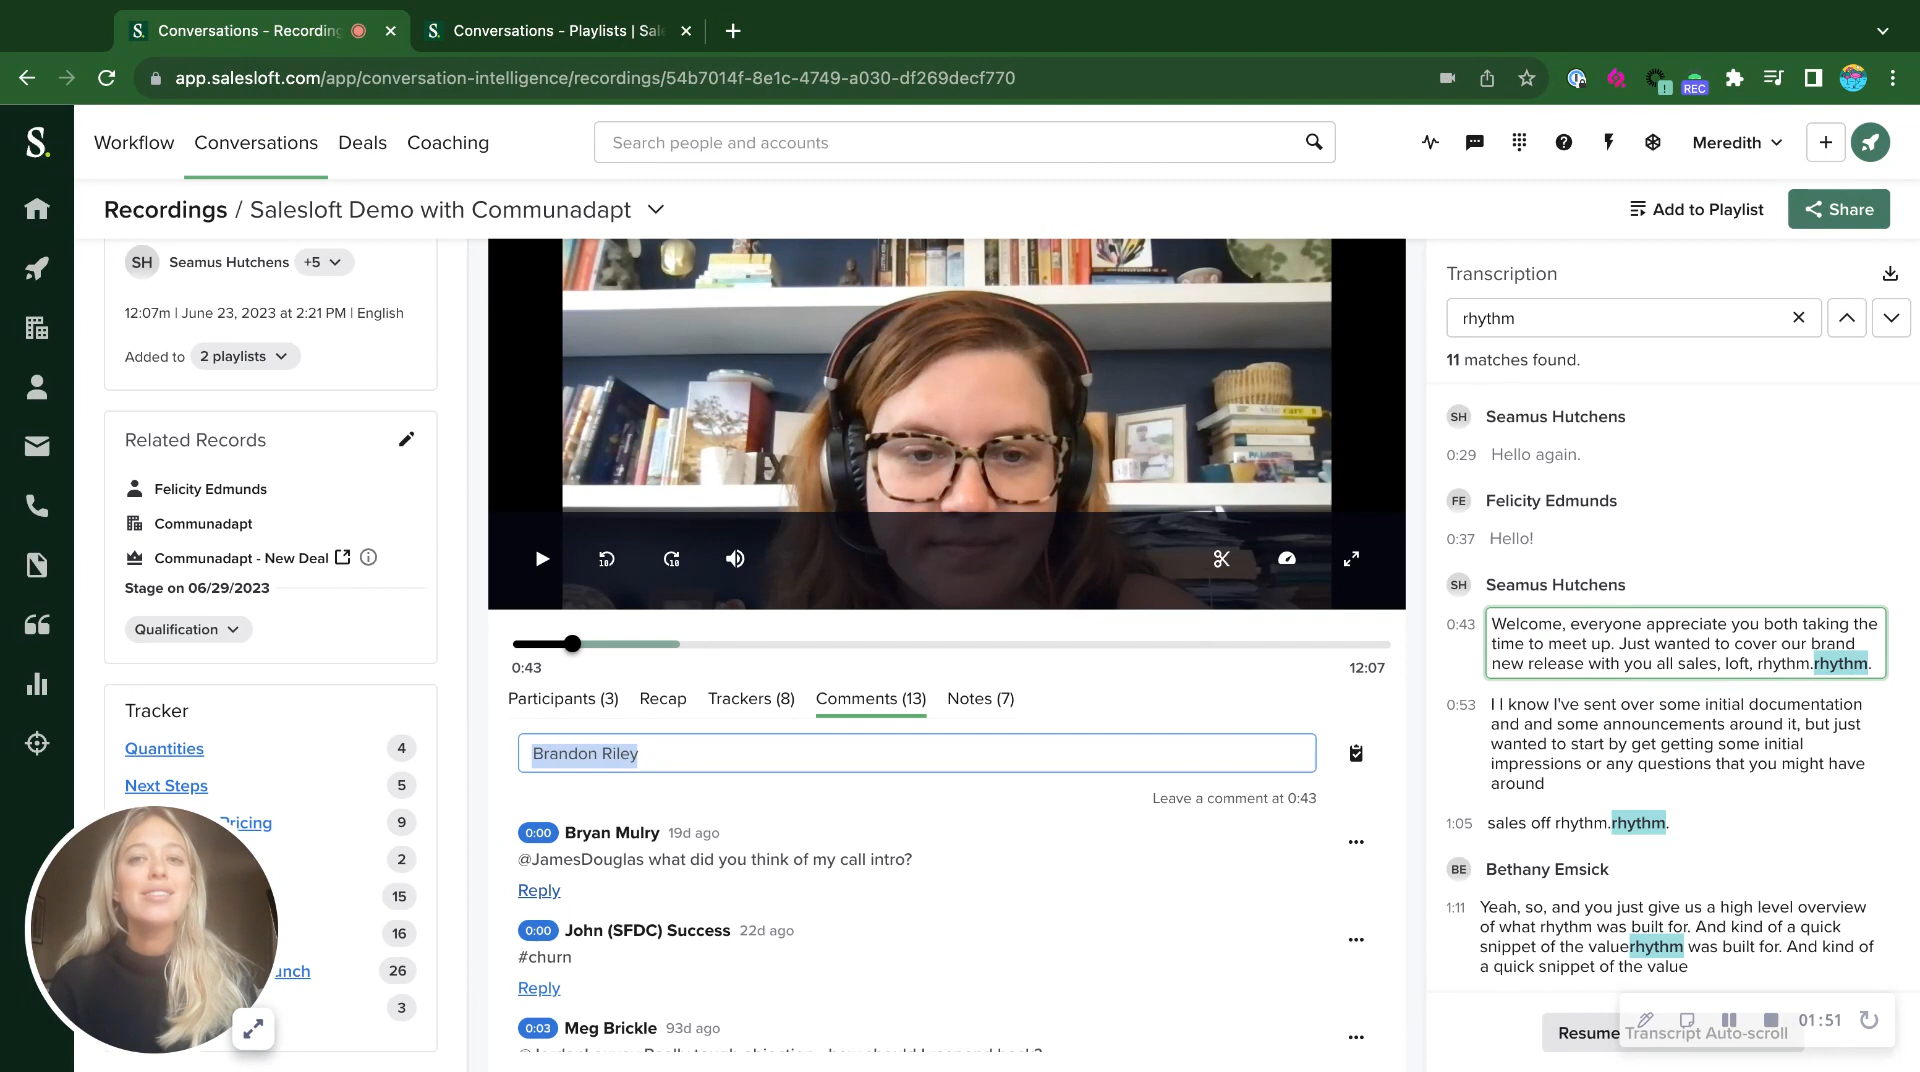 S. Conversations - Recording
S. Conversations - Playlists | Sale
app.salesloft.com/app/conversation-intelligence/recordings/54b7014f-8e1c-4749-a030-df269decf770
REC
S.
Workflow Conversations Deals Coaching
Search people and accounts
Meredith
Recordings / Salesloft Demo with Communadapt
Add to Playlist
Share
SH Seamus Hutchens +5
12:07m | June 23, 2023 at 2:21 PM | English
Added to 2 playlists
Related Records
Felicity Edmunds
Communadapt
Communadapt - New Deal
Stage on 06/29/2023
Qualification
Tracker
Quantities 4
Next Steps 5
Pricing 9
2
15
16
unch 26
3
10 10
0:43 12:07
Participants (3) Recap Trackers (8) Comments (13) Notes (7)
Brandon Riley
Leave a comment at 0:43
0:00 Bryan Mulry 19d ago
@JamesDouglas what did you think of my call intro?
Reply
0:00 John (SFDC) Success 22d ago
#churn
Reply
0:03 Meg Brickle 93d ago
Transcription
rhythm
11 matches found.
SH Seamus Hutchens
0:29 Hello again.
FE Felicity Edmunds
0:37 Hello!
SH Seamus Hutchens
0:43 Welcome, everyone appreciate you both taking the
time to meet up. Just wanted to cover our brand
new release with you all sales, loft, rhythm.rhythm.
0:53 I I know I've sent over some initial documentation
and and some announcements around it, but just
wanted to start by get getting some initial
impressions or any questions that you might have
around
1:05 sales off rhythm.rhythm.
BE Bethany Emsick
1:11 Yeah, so, and you just give us a high level overview
of what rhythm was built for. And kind of a quick
snippet of the valuerhythm was built for. And kind of
a quick snippet of the value
Resume Transcript Auto-scroll
01:51